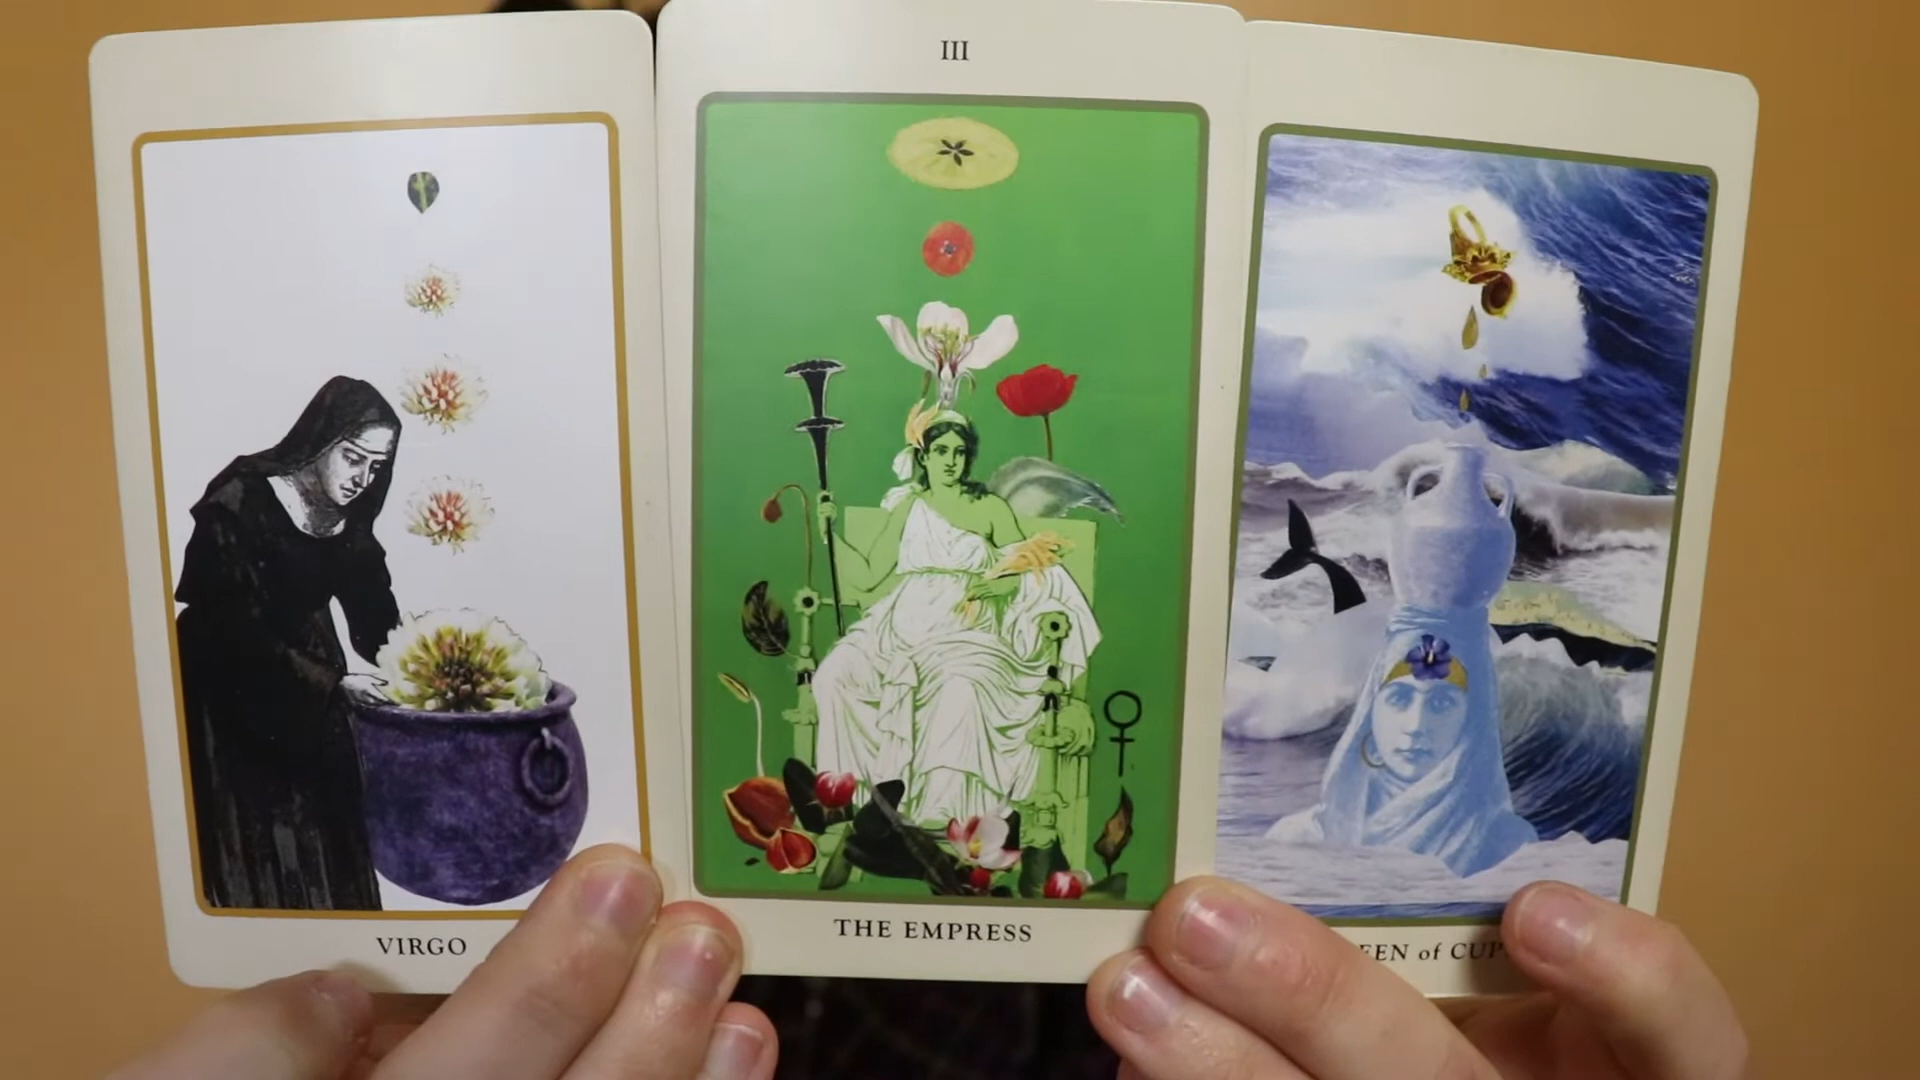 VIRGO
III
THE EMPRESS
EEN of CUP